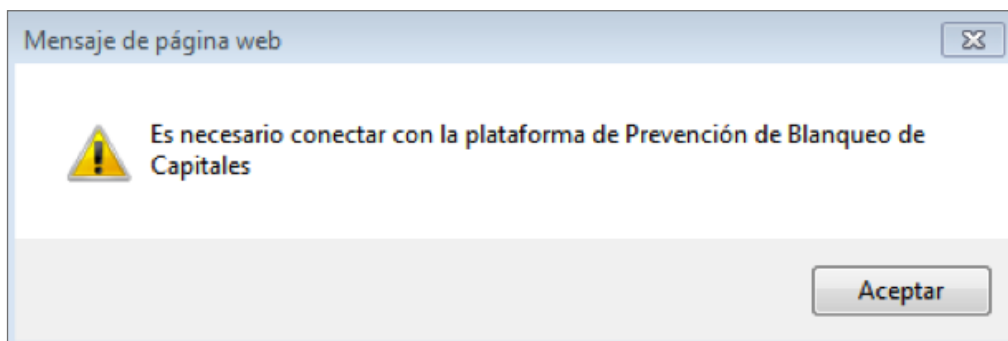 Mensaje de página web
Es necesario conectar con la plataforma de Prevención de Blanqueo de
Capitales
Aceptar